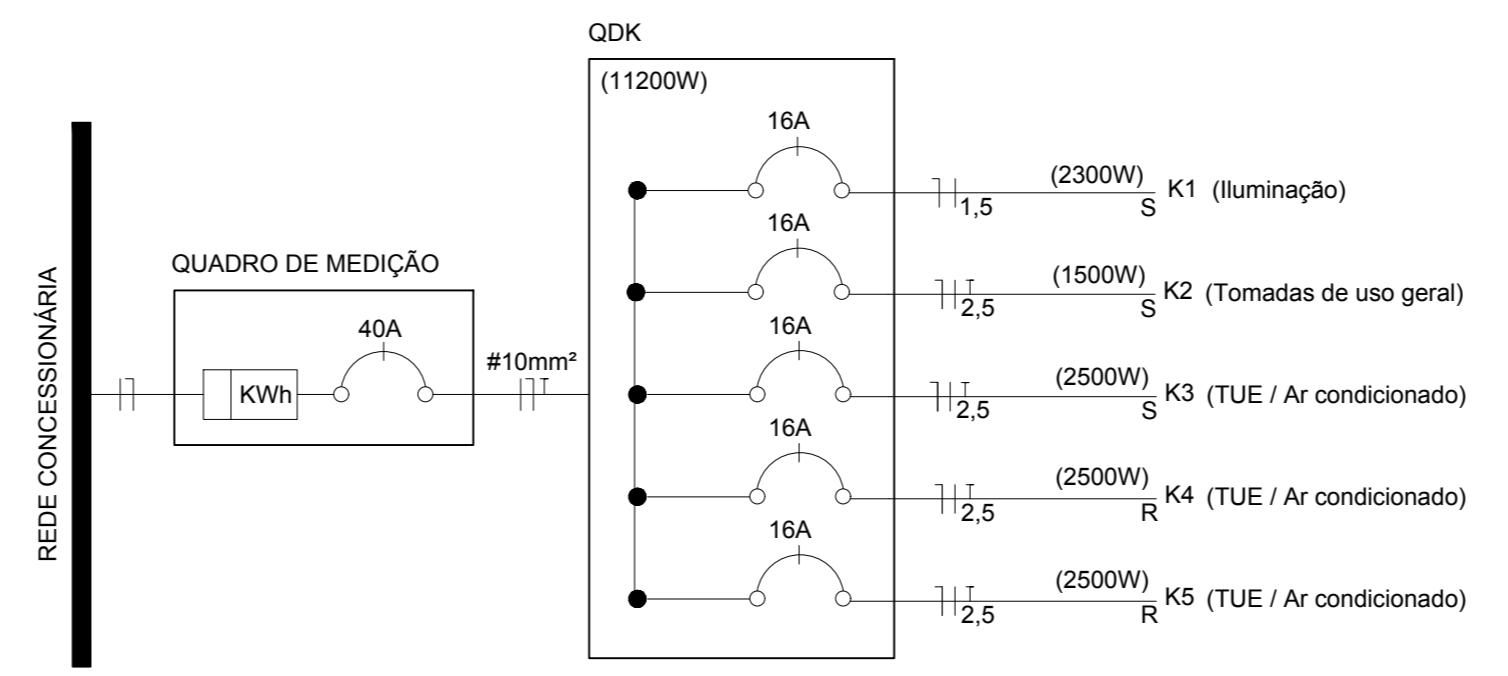 QDK
(11200W)
REDE CONCESSIONÁRIA
QUADRO DE MEDIÇÃO
KWh
40A
#10mm²
16A
1,5
(2300W)
S
K1 (Iluminação)
16A
2,5
(1500W)
S
K2 (Tomadas de uso geral)
16A
2,5
(2500W)
S
K3 (TUE / Ar condicionado)
16A
2,5
(2500W)
R
K4 (TUE / Ar condicionado)
16A
2,5
(2500W)
R
K5 (TUE / Ar condicionado)